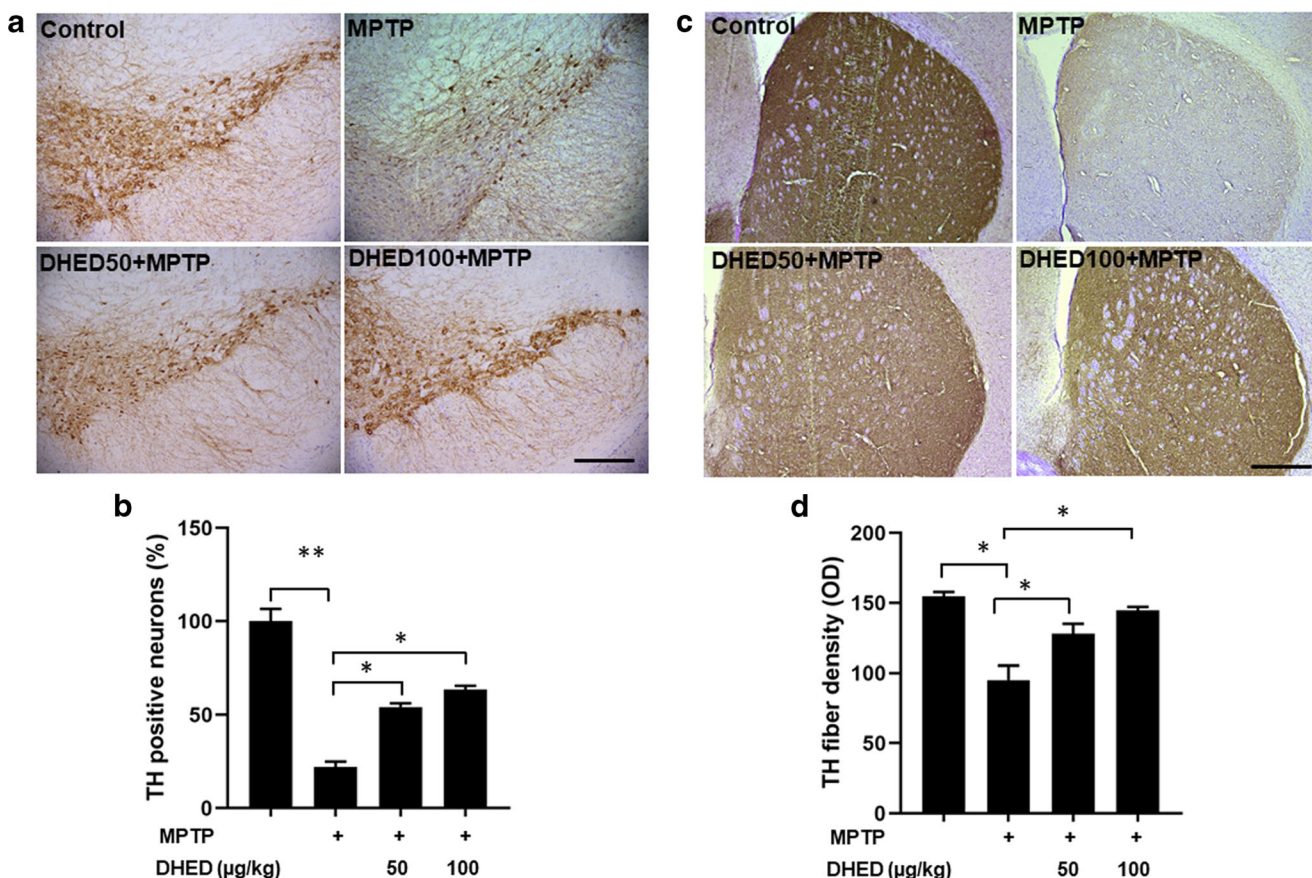 a
Control
MPTP
DHED50+MPTP
DHED100+MPTP
c
Control
MPTP
DHED50+MPTP
DHED100+MPTP
b
TH positive neurons (%)
150
100
50
0
**
*
*
MPTP + + +
DHED (µg/kg) 50 100
d
TH fiber density (OD)
200
150
100
50
0
*
*
*
MPTP + + +
DHED (µg/kg) 50 100